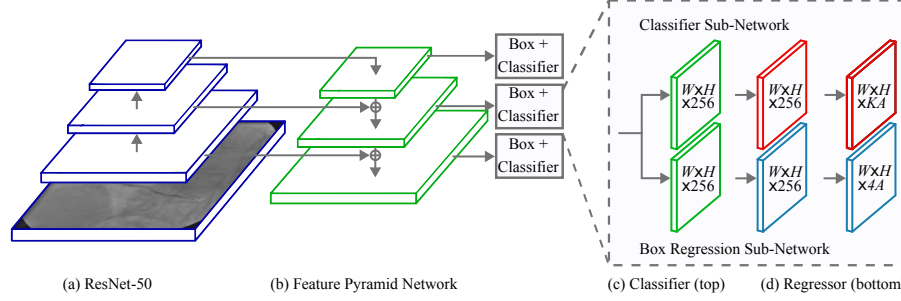 Box +
Classifier
Box +
Classifier
Box +
Classifier
Classifier Sub-Network
W×H
×256
W×H
×256
W×H
×KA
W×H
×256
W×H
×256
W×H
×4A
Box Regression Sub-Network
(a) ResNet-50
(b) Feature Pyramid Network
(c) Classifier (top)
(d) Regressor (bottom